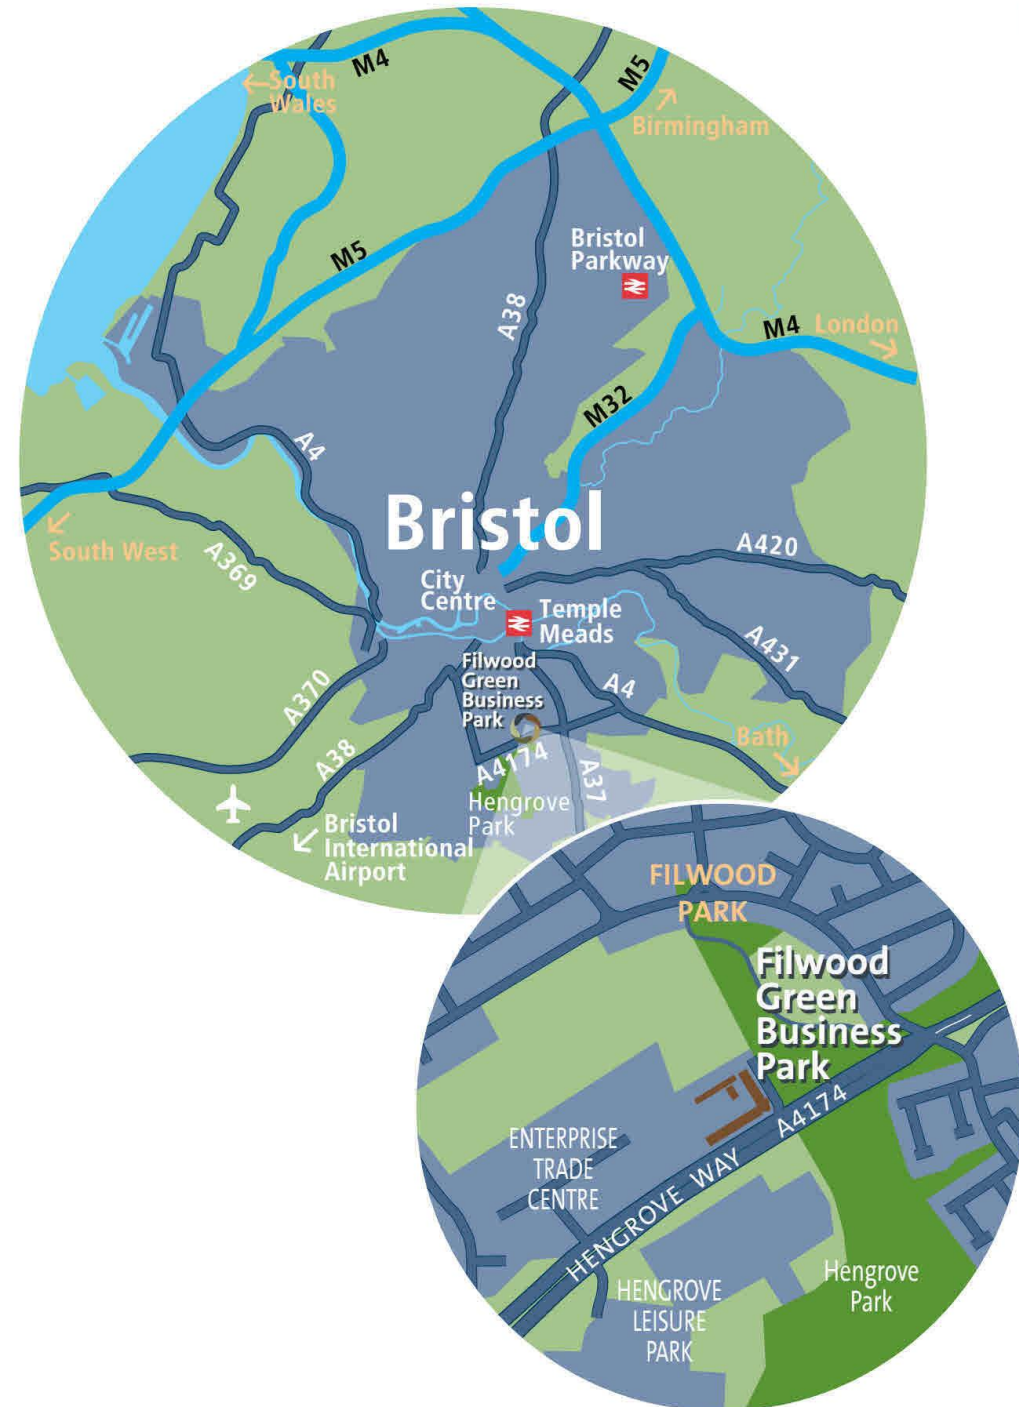 M4
M5
South
Wales
Birmingham
Bristol
Parkway
M5
A38
M4
London
M32
A4
Bristol
South West
A369
A420
City
Centre
Temple
Meads
A431
Filwood
Green
Business
Park
A4
A370
A38
Bath
A4174
A37
Hengrove
Park
Bristol
International
Airport
FILWOOD
PARK
Filwood
Green
Business
Park
A4174
ENTERPRISE
TRADE
CENTRE
HENGROVE WAY
Hengrove
Park
HENGROVE
LEISURE
PARK